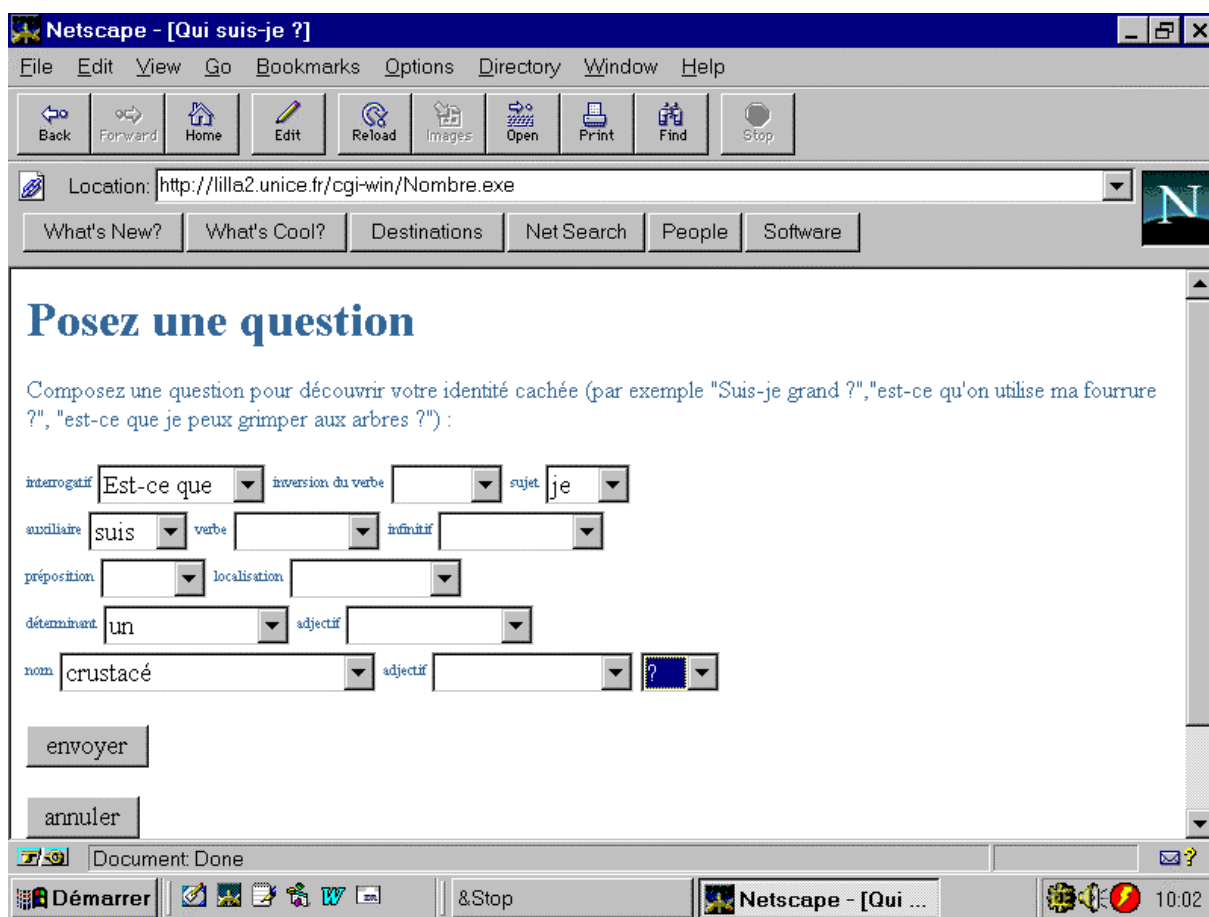 Netscape - [Qui suis-je ?]
File Edit View Go Bookmarks Options Directory Window Help
Back Forward Home Edit Reload Images Open Print Find Stop
Location: http://lilla2.unice.fr/cgi-win/Nombre.exe
N
What's New? What's Cool? Destinations Net Search People Software
Posez une question
Composez une question pour découvrir votre identité cachée (par exemple "Suis-je grand ?","est-ce qu'on utilise ma fourrure
?", "est-ce que je peux grimper aux arbres ?") :
interrogatif Est-ce que inversion du verbe sujet je
auxiliaire suis verbe infinitif
préposition localisation
déterminant un adjectif
nom crustacé adjectif ?
envoyer
annuler
Document: Done
Démarrer &Stop Netscape - [Qui ... 10:02